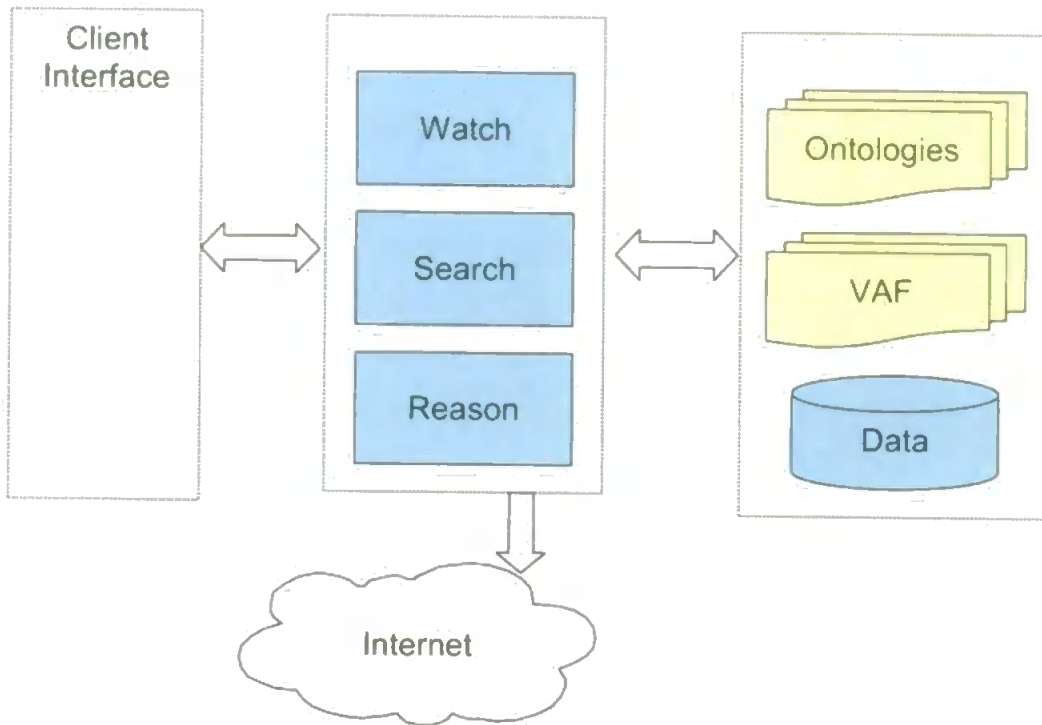 Client
Interface
Watch
Search
Reason
Ontologies
VAF
Data
Internet